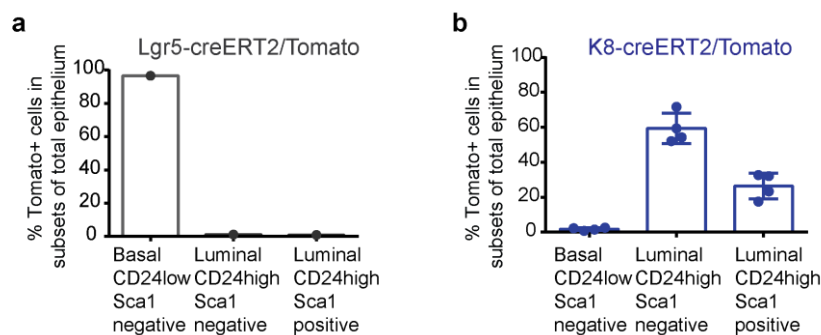 a
Lgr5-creERT2/Tomato
% Tomato+ cells in
subsets of total epithelium
100
80
60
40
20
0
Basal
CD24low
Sca1
negative
Luminal
CD24high
Sca1
negative
Luminal
CD24high
Sca1
positive
b
K8-creERT2/Tomato
% Tomato+ cells in
subsets of total epithelium
100
80
60
40
20
0
Basal
CD24low
Sca1
negative
Luminal
CD24high
Sca1
negative
Luminal
CD24high
Sca1
positive